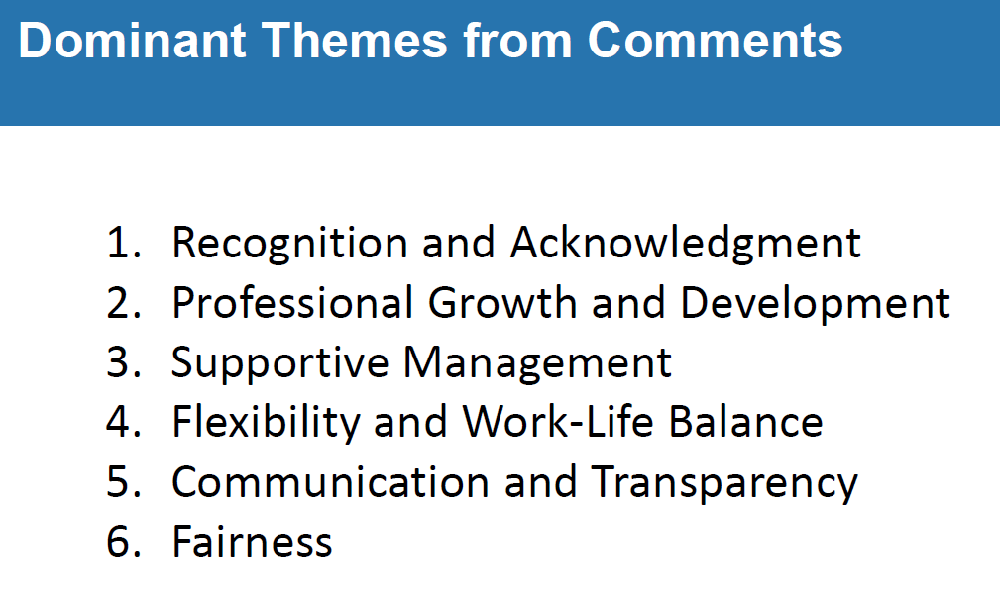 Dominant Themes from Comments
1. Recognition and Acknowledgment
2. Professional Growth and Development
3. Supportive Management
4. Flexibility and Work-Life Balance
5. Communication and Transparency
6. Fairness